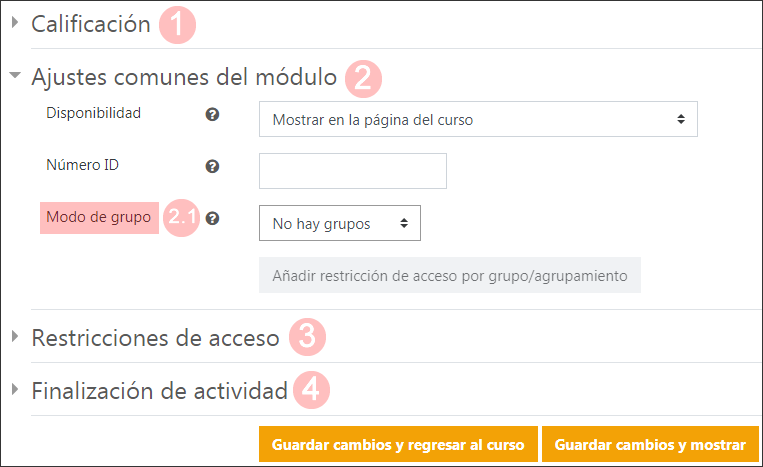 Calificación 1
Ajustes comunes del módulo 2
Disponibilidad ? Mostrar en la página del curso
Número ID ?
Modo de grupo 2.1 ? No hay grupos
Añadir restricción de acceso por grupo/agrupamiento
Restricciones de acceso 3
Finalización de actividad 4
Guardar cambios y regresar al curso Guardar cambios y mostrar